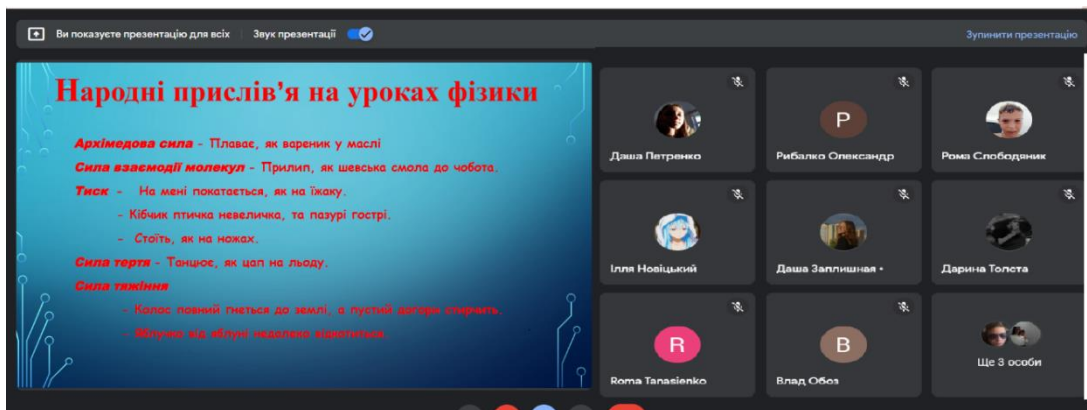 Ви показуєте презентацію для всіх
Звук презентації
Зупинити презентацію
Народні прислів'я на уроках фізики
Архімедова сила - Плаває, як вареник у маслі
Сила взаємодії молекул - Прилип, як шевська смола до чобота.
Тиск - На мені покатається, як на їжаку.
- Кібчик птичка невеличка, та пазурі гострі.
- Стоїть, як на ножах.
Сила тертя - Танцює, як цап на льоду.
Сила тяжіння
- Колос повний гнеться до землі, а пустий догори стирчить.
- Яблучко від яблуні недалеко відкотиться.
Даша Петренко
Р
Рибалко Олександр
Рома Слободяник
Ілля Новіцький
Даша Заплишная •
Дарина Толста
R
Roma Tanasienko
В
Влад Обоз
Ще 3 особи